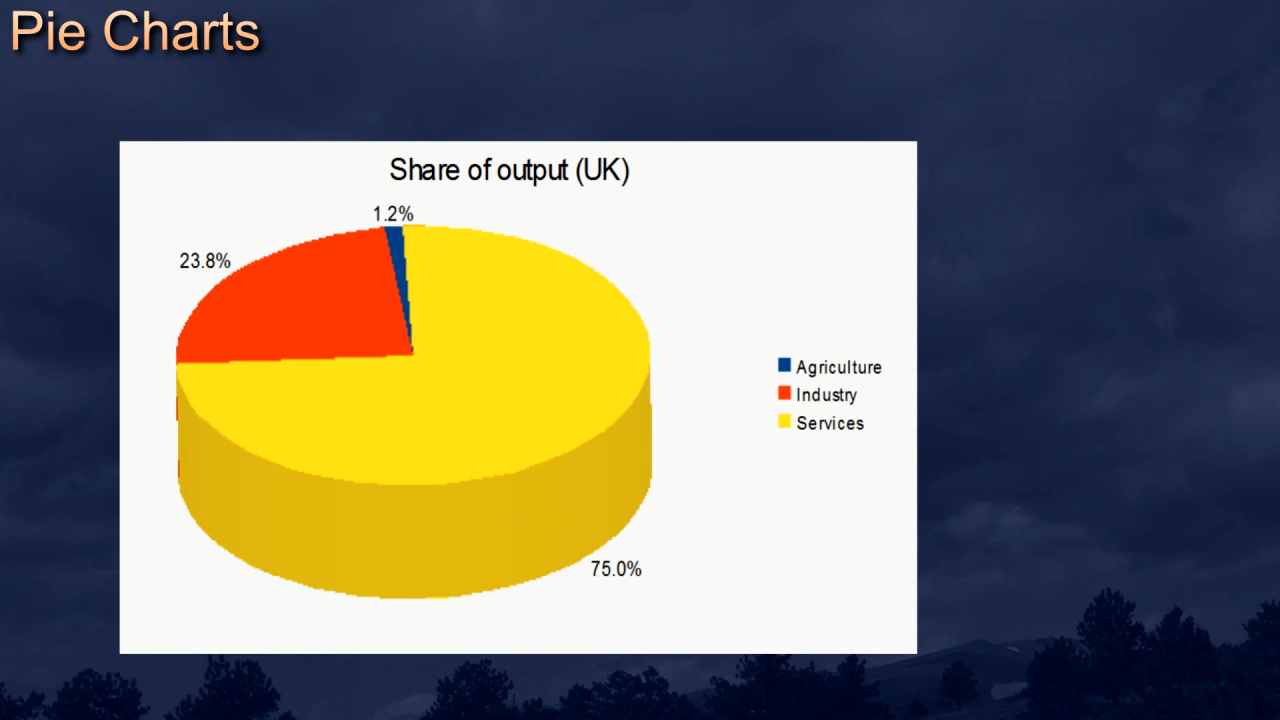 Pie Charts
Share of output (UK)
1.2%
23.8%
Agriculture
Industry
Services
75.0%